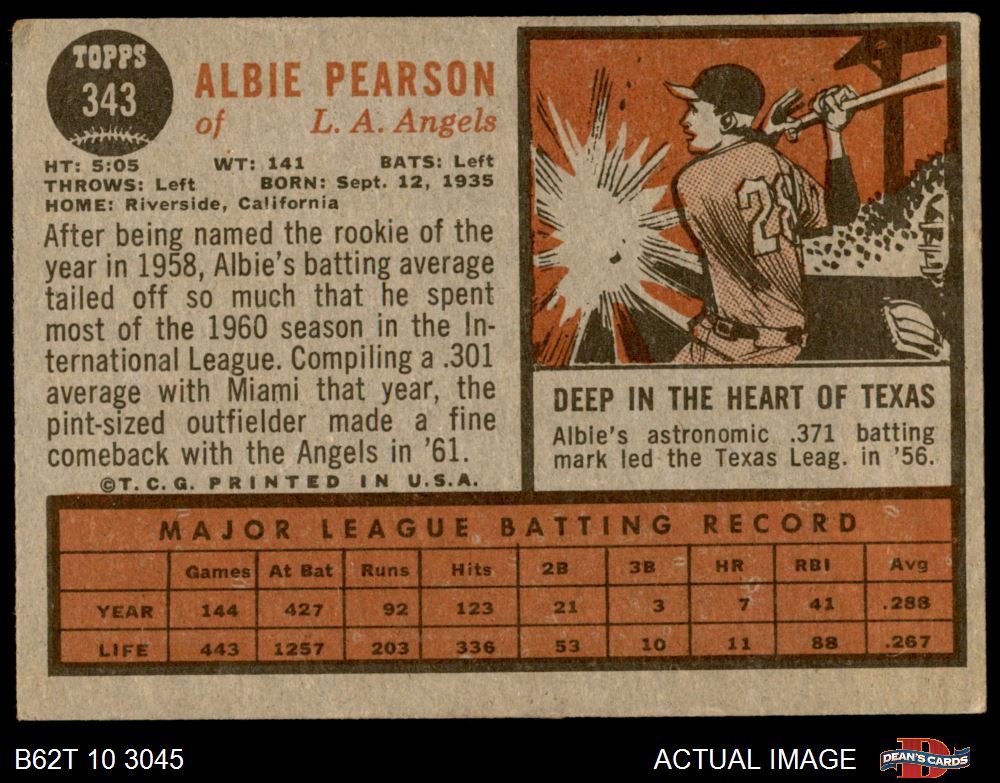 TOPPS
343
ALBIE PEARSON
of L. A. Angels
HT: 5:05 WT: 141 BATS: Left
THROWS: Left BORN: Sept. 12, 1935
HOME: Riverside, California
After being named the rookie of the
year in 1958, Albie's batting average
tailed off so much that he spent
most of the 1960 season in the In-
ternational League. Compiling a .301
average with Miami that year, the
pint-sized outfielder made a fine
comeback with the Angels in '61.
©T. C. G. PRINTED IN U.S.A.
DEEP IN THE HEART OF TEXAS
Albie's astronomic .371 batting
mark led the Texas Leag. in '56.
MAJOR LEAGUE BATTING RECORD
Games At Bat Runs Hits 2B 3B HR RBI Avg
YEAR 144 427 92 123 21 3 7 41 .288
LIFE 443 1257 203 336 53 10 11 88 .267
B62T 10 3045 ACTUAL IMAGE DEAN'S CARDS